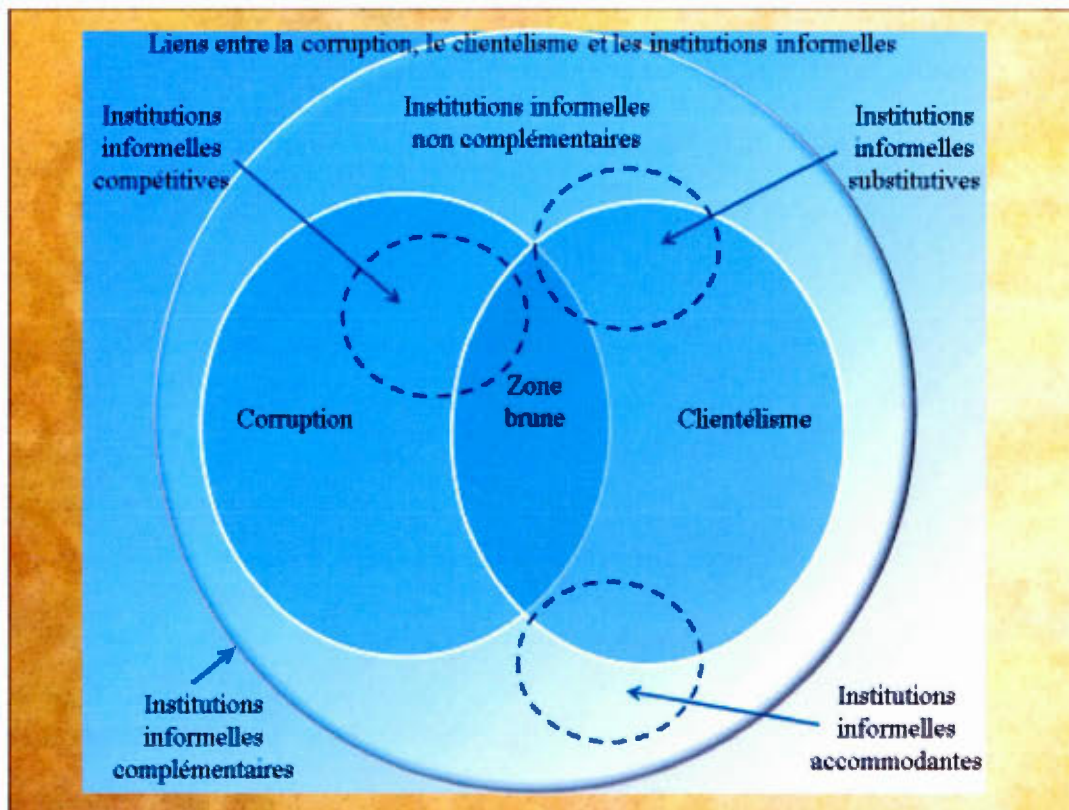 Liens entre la corruption, le clientélisme et les institutions informelles
Institutions
informelles
compétitives
Institutions informelles
non complémentaires
Institutions
informelles
substitutives
Corruption
Zone
brune
Clientélisme
Institutions
informelles
complémentaires
Institutions
informelles
accommodantes